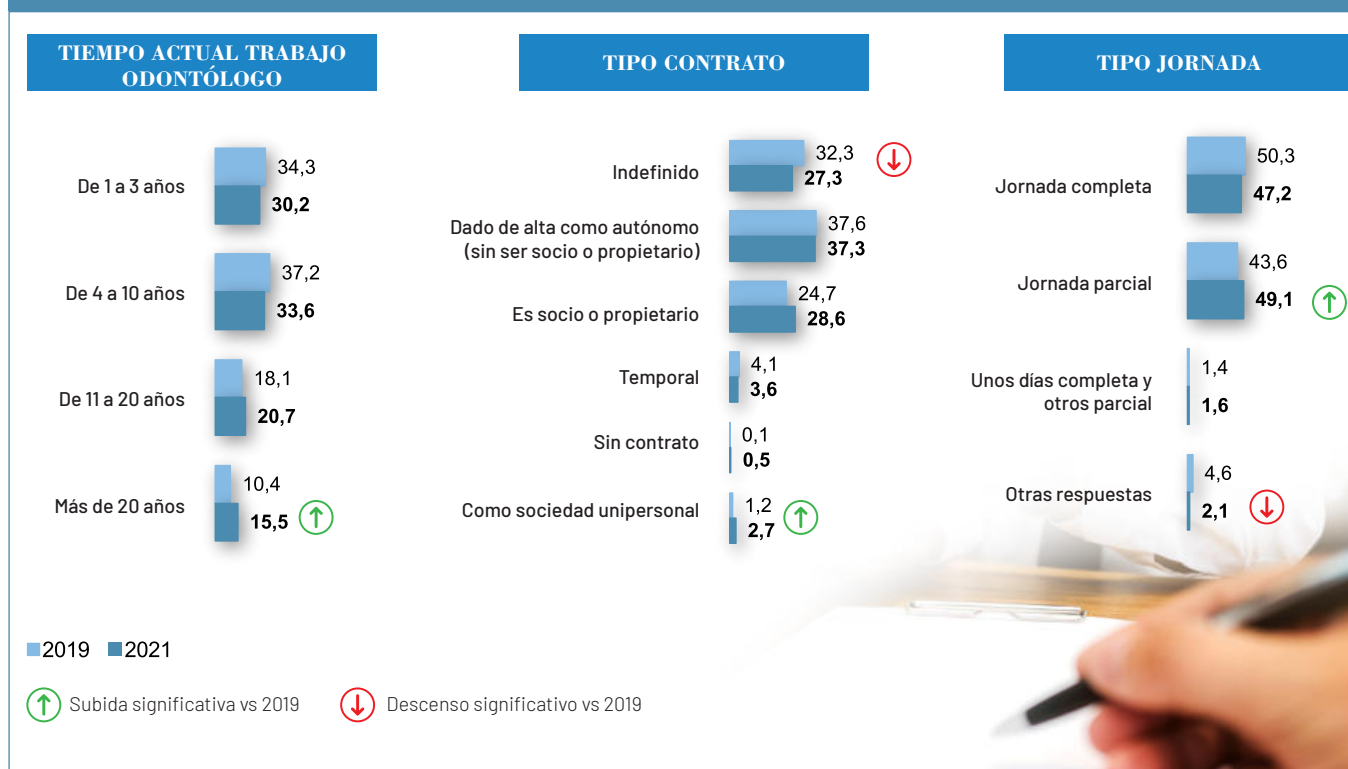 TIEMPO ACTUAL TRABAJO
ODONTÓLOGO
De 1 a 3 años
34,3
30,2
De 4 a 10 años
37,2
33,6
De 11 a 20 años
18,1
20,7
Más de 20 años
10,4
15,5
TIPO CONTRATO
Indefinido
32,3
27,3
Dado de alta como autónomo
(sin ser socio o propietario)
37,6
37,3
Es socio o propietario
24,7
28,6
Temporal
4,1
3,6
Sin contrato
0,1
0,5
Como sociedad unipersonal
1,2
2,7
TIPO JORNADA
Jornada completa
50,3
47,2
Jornada parcial
43,6
49,1
Unos días completa y
otros parcial
1,4
1,6
Otras respuestas
4,6
2,1
2019 2021
Subida significativa vs 2019 Descenso significativo vs 2019